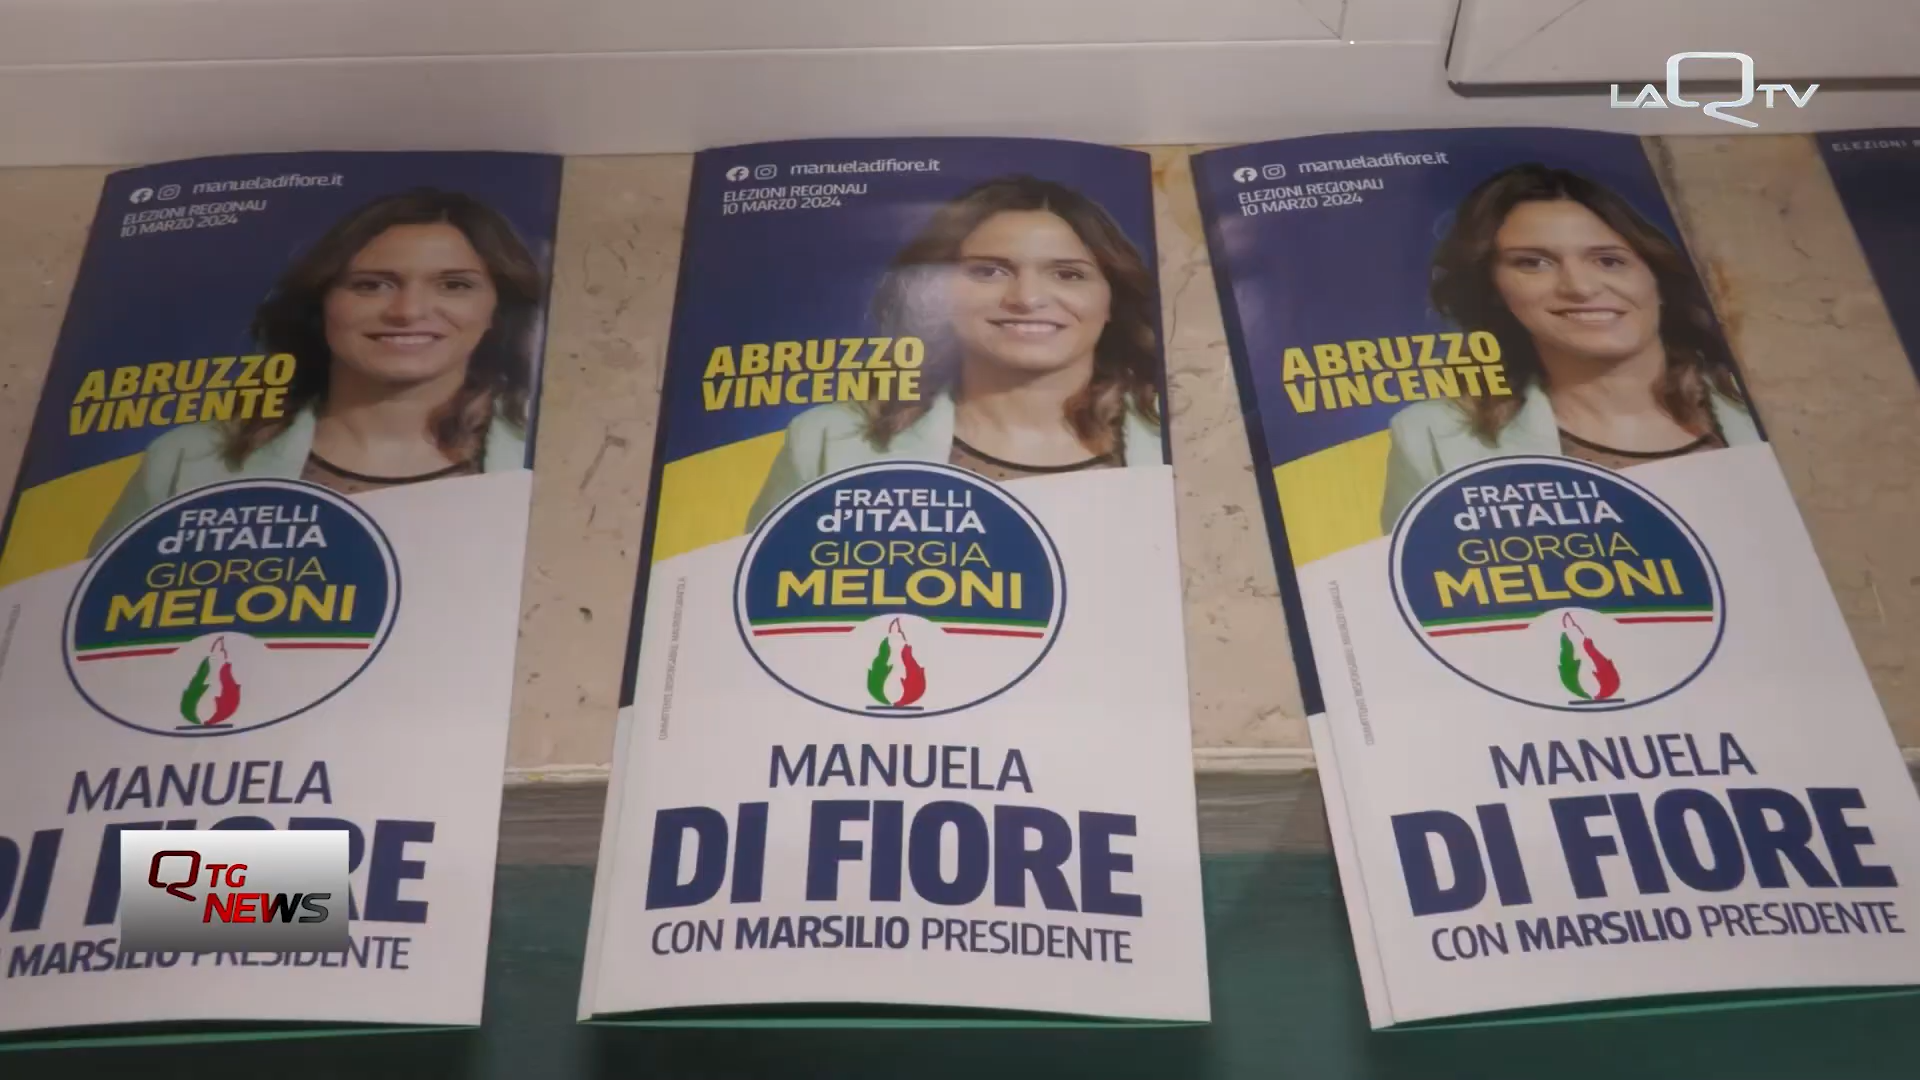 LAQTV
manueladifiore.it
ELEZIONI REGIONALI
10 MARZO 2024
ABRUZZO
VINCENTE
FRATELLI
d'ITALIA
GIORGIA
MELONI
MANUELA
DI FIORE
MARSILIO PRESIDENTE
manueladifiore.it
ELEZIONI REGIONALI
10 MARZO 2024
ABRUZZO
VINCENTE
FRATELLI
d'ITALIA
GIORGIA
MELONI
MANUELA
DI FIORE
CON MARSILIO PRESIDENTE
manueladifiore.it
ELEZIONI REGIONALI
10 MARZO 2024
ABRUZZO
VINCENTE
FRATELLI
d'ITALIA
GIORGIA
MELONI
MANUELA
DI FIORE
CON MARSILIO PRESIDENTE
ELEZIONI
Q TG
NEWS